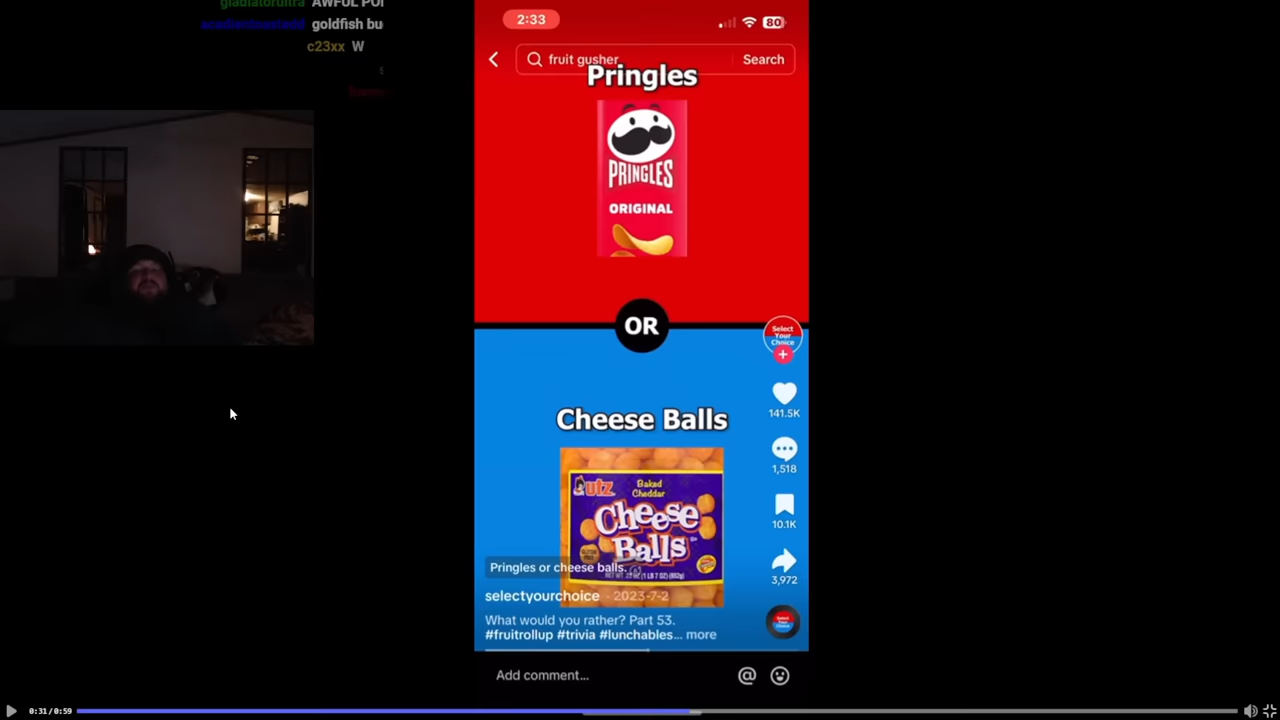 gladiatorultra AWFUL
goldfish bu
c23xx W
2:33
80
fruit gusher
Search
Pringles
PRINGLES
ORIGINAL
OR
Select
Your
Choice
141.5K
Cheese Balls
1,518
utz
Baked
Cheddar
Cheese
Balls
10.1K
Pringles or cheese balls.
3,972
selectyourchoice · 2023-7-2
What would you rather? Part 53.
#fruitrollup #trivia #lunchables... more
Add comment...
@
0:31/0:59